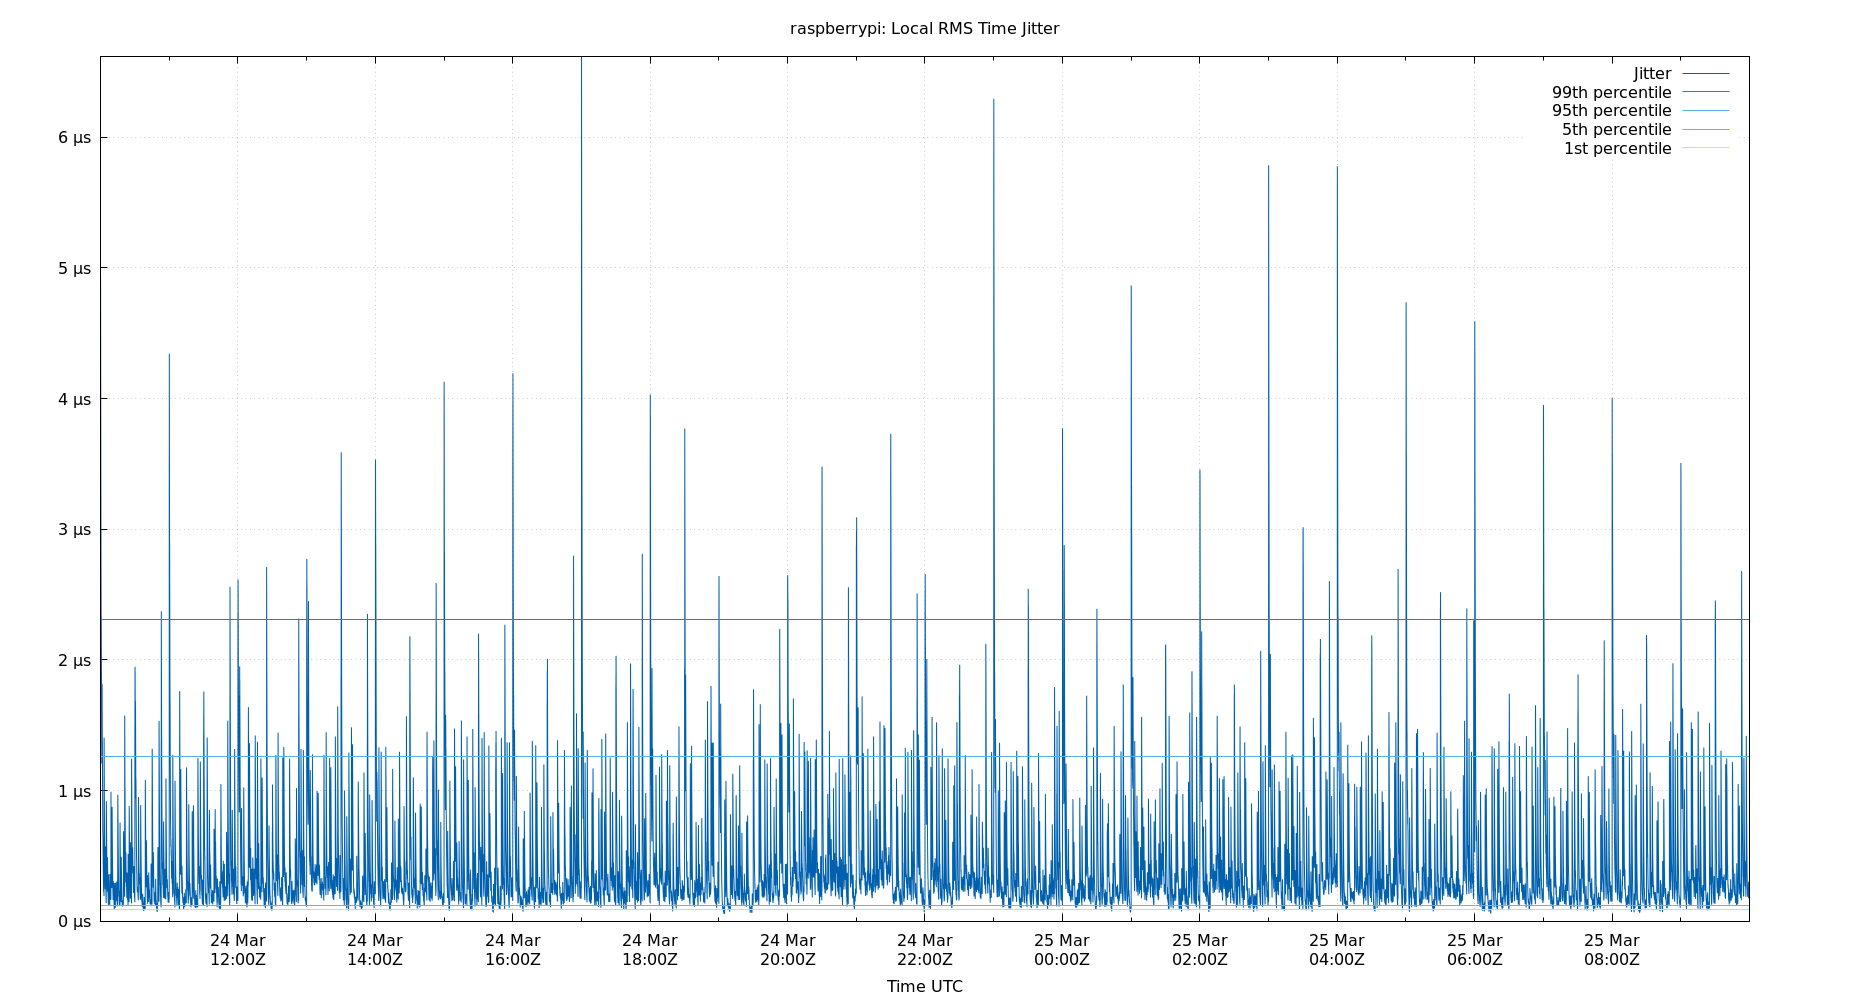 raspberrypi: Local RMS Time Jitter
Jitter
99th percentile
95th percentile
5th percentile
1st percentile
6 µs
5 µs
4 µs
3 µs
2 µs
1 µs
0 µs
24 Mar 24 Mar 24 Mar 24 Mar 24 Mar 24 Mar 25 Mar 25 Mar 25 Mar 25 Mar 25 Mar
12:00Z 14:00Z 16:00Z 18:00Z 20:00Z 22:00Z 00:00Z 02:00Z 04:00Z 06:00Z 08:00Z
Time UTC